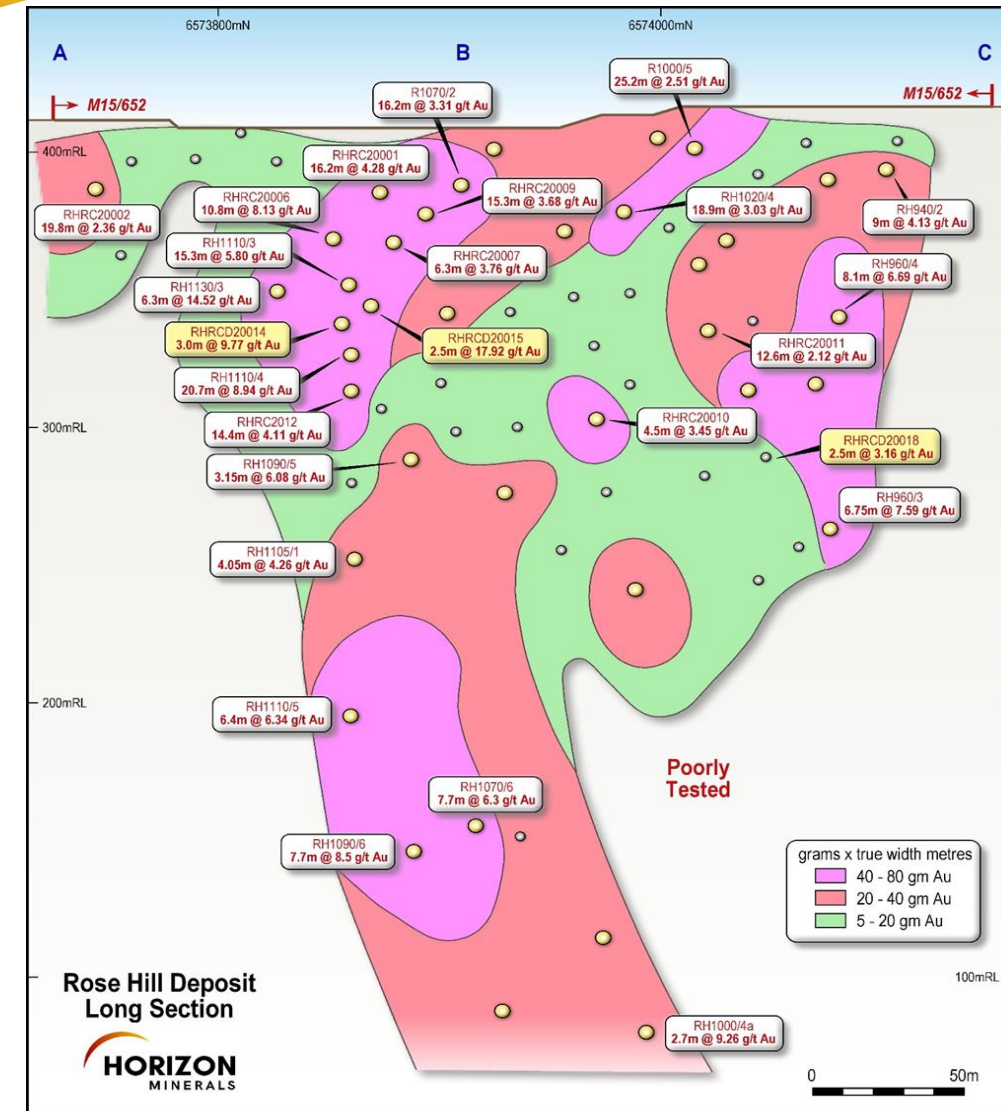 6573800mN
6574000mN
A
B
C
M15/652
M15/652
R1000/5
25.2m @ 2.51 g/t Au
R1070/2
16.2m @ 3.31 g/t Au
400mRL
RHRC20001
16.2m @ 4.28 g/t Au
RHRC20006
10.8m @ 8.13 g/t Au
RHRC20009
15.3m @ 3.68 g/t Au
RH1020/4
18.9m @ 3.03 g/t Au
RH940/2
9m @ 4.13 g/t Au
RHRC20002
19.8m @ 2.36 g/t Au
RH1110/3
15.3m @ 5.80 g/t Au
RHRC20007
6.3m @ 3.76 g/t Au
RH960/4
8.1m @ 6.69 g/t Au
RH1130/3
6.3m @ 14.52 g/t Au
RHRCD20014
3.0m @ 9.77 g/t Au
RHRCD20015
2.5m @ 17.92 g/t Au
RHRC20011
12.6m @ 2.12 g/t Au
RH1110/4
20.7m @ 8.94 g/t Au
300mRL
RHRC2012
14.4m @ 4.11 g/t Au
RHRC20010
4.5m @ 3.45 g/t Au
RHRCD20018
2.5m @ 3.16 g/t Au
RH1090/5
3.15m @ 6.08 g/t Au
RH960/3
6.75m @ 7.59 g/t Au
RH1105/1
4.05m @ 4.26 g/t Au
200mRL
RH1110/5
6.4m @ 6.34 g/t Au
Poorly
Tested
RH1070/6
7.7m @ 6.3 g/t Au
RH1090/6
7.7m @ 8.5 g/t Au
grams x true width metres
40 - 80 gm Au
20 - 40 gm Au
5 - 20 gm Au
100mRL
Rose Hill Deposit
Long Section
HORIZON
MINERALS
RH1000/4a
2.7m @ 9.26 g/t Au
0
50m